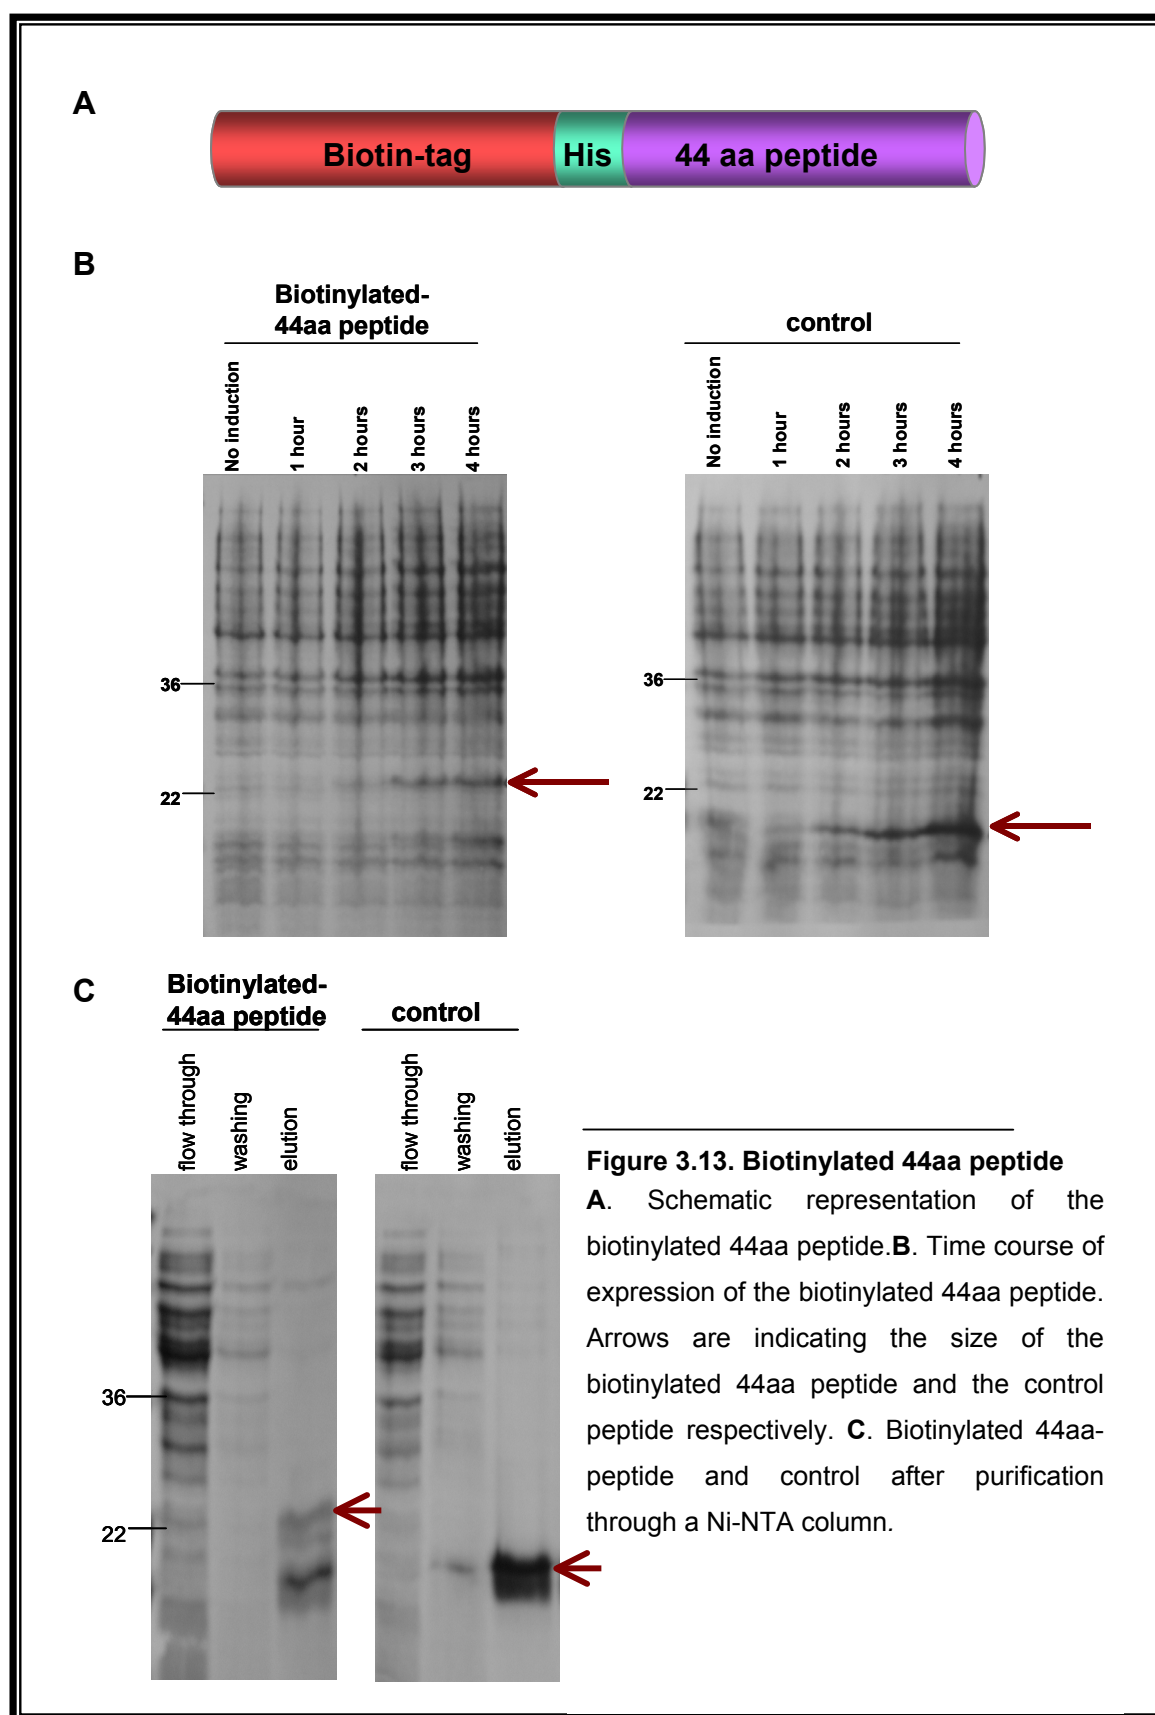 A
Biotin-tag His 44 aa peptide
B
Biotinylated-
44aa peptide
No induction
1 hour
2 hours
3 hours
4 hours
36
22
control
No induction
1 hour
2 hours
3 hours
4 hours
36
22
C
Biotinylated-
44aa peptide
flow through
washing
elution
36
22
control
flow through
washing
elution
Figure 3.13. Biotinylated 44aa peptide
A. Schematic representation of the
biotinylated 44aa peptide.B. Time course of
expression of the biotinylated 44aa peptide.
Arrows are indicating the size of the
biotinylated 44aa peptide and the control
peptide respectively. C. Biotinylated 44aa-
peptide and control after purification
through a Ni-NTA column.